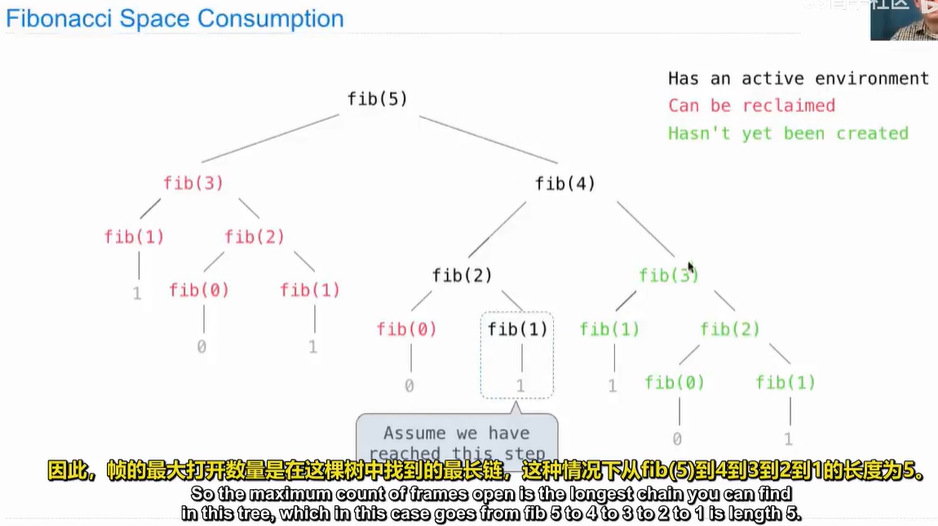 Fibonacci Space Consumption
fib(5)
Has an active environment
Can be reclaimed
Hasn't yet been created
fib(3)
fib(4)
fib(1)
fib(2)
fib(2)
fib(3)
1
fib(0)
fib(1)
fib(0)
fib(1)
fib(1)
fib(2)
0
1
0
1
1
fib(0)
fib(1)
0
1
Assume we have
reached this step
因此，帧的最大打开数量是在这棵树中找到的最长链，这种情况下从fib(5)到4到3到2到1的长度为5。
So the maximum count of frames open is the longest chain you can find
in this tree, which in this case goes from fib 5 to 4 to 3 to 2 to 1 is length 5.